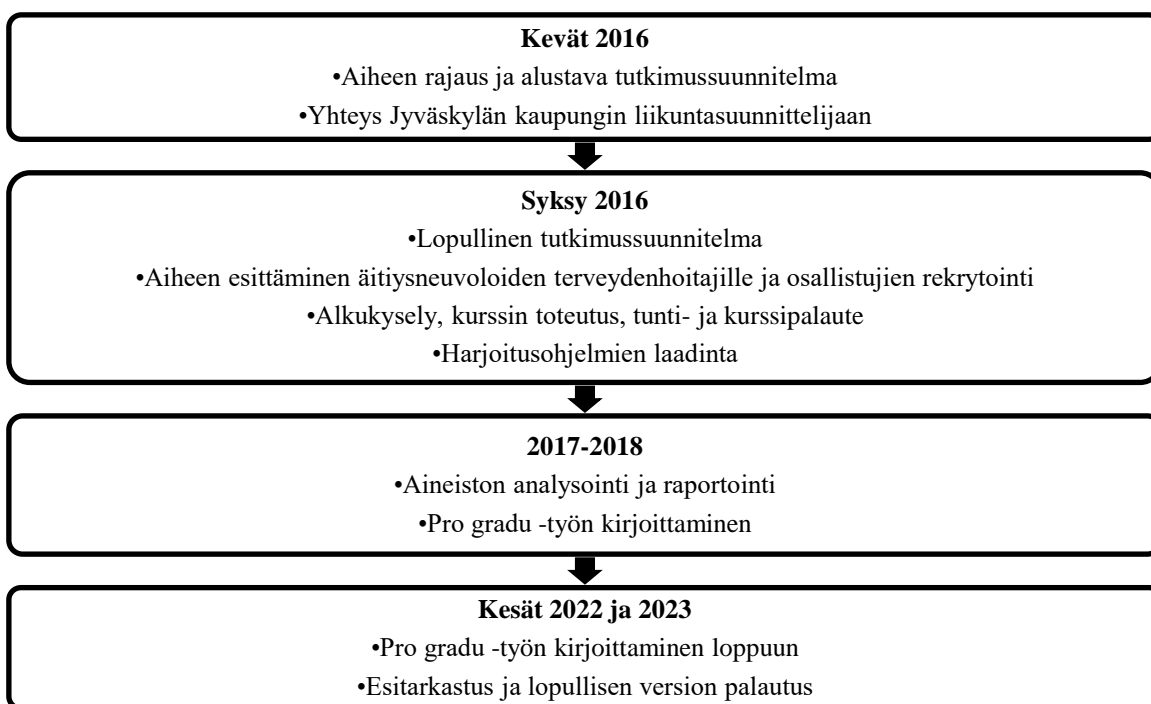 Kevät 2016
•Aiheen rajaus ja alustava tutkimussuunnitelma
•Yhteys Jyväskylän kaupungin liikuntasuunnittelijaan
Syksy 2016
•Lopullinen tutkimussuunnitelma
•Aiheen esittäminen äitiysneuvoloiden terveydenhoitajille ja osallistujien rekrytointi
•Alkukysely, kurssin toteutus, tunti- ja kurssipalaute
•Harjoitusohjelmien laadinta
2017-2018
•Aineiston analysointi ja raportointi
•Pro gradu -työn kirjoittaminen
Kesät 2022 ja 2023
•Pro gradu -työn kirjoittaminen loppuun
•Esitarkastus ja lopullisen version palautus